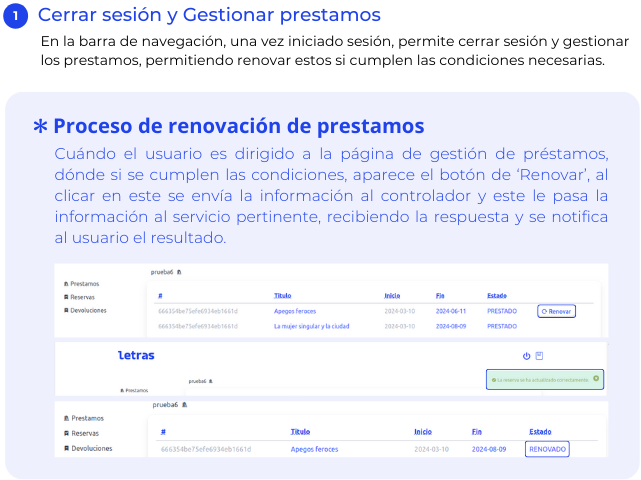 1 Cerrar sesión y Gestionar prestamos
En la barra de navegación, una vez iniciado sesión, permite cerrar sesión y gestionar
los prestamos, permitiendo renovar estos si cumplen las condiciones necesarias.
* Proceso de renovación de prestamos
Cuándo el usuario es dirigido a la página de gestión de préstamos,
dónde si se cumplen las condiciones, aparece el botón de ‘Renovar’, al
clicar en este se envía la información al controlador y este le pasa la
información al servicio pertinente, recibiendo la respuesta y se notifica
al usuario el resultado.
prueba6
Prestamos
Reservas
Devoluciones
# Título Inicio Fin Estado
666354be75efe6934eb1661d Apegos feroces 2024-03-10 2024-06-11 PRESTADO Renovar
666354be75efe6934eb1663d La mujer singular y la ciudad 2024-03-10 2024-08-09 PRESTADO
letras
La reserva se ha actualizado correctamente.
prueba6
Prestamos
prueba6
Prestamos
Reservas
Devoluciones
# Título Inicio Fin Estado
666354be75efe6934eb1661d Apegos feroces 2024-03-10 2024-08-09 RENOVADO